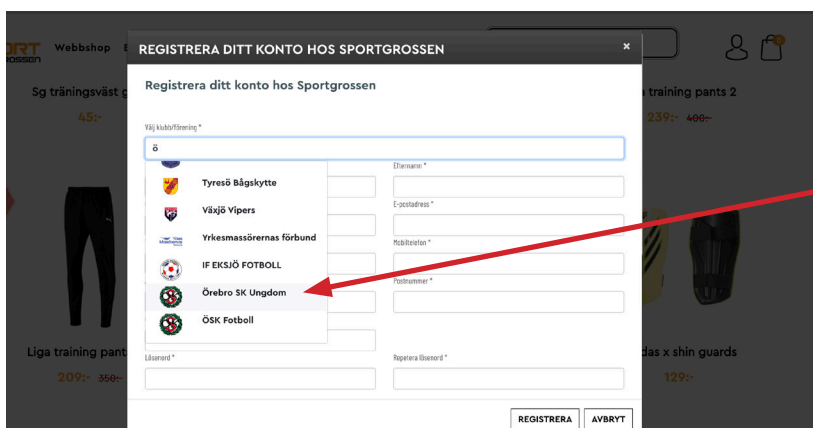 REGISTRERA DITT KONTO HOS SPORTGROSSEN ×
Webbshop
Registrera ditt konto hos Sportgrossen
Sg träningsväst
45:-
training pants 2
239:- 400:-
Välj klubb/förening *
ö
Efternamn *
Tyresö Bågskytte
E-postadress *
Växjö Vipers
Yrkesmassörernas förbund
Mobiltelefon *
IF EKSJÖ FOTBOLL
Postnummer *
Örebro SK Ungdom
ÖSK Fotboll
Liga training pant
209:- 350:-
das x shin guards
129:-
Lösenord *
Repetera lösenord *
REGISTRERA
AVBRYT